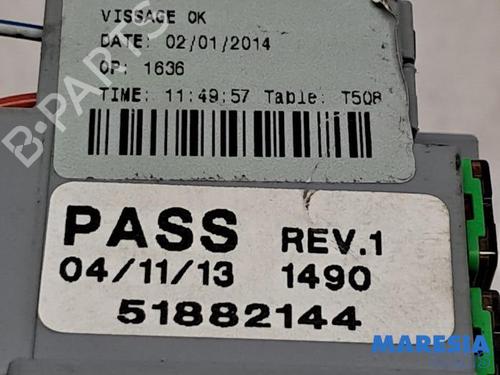 VISSAGE OK
DATE: 02/01/2014
OP: 1636
TIME: 11:49:57 Table: T508
PASS REV.1
04/11/13 1490
51882144
B-PARTS
MARESIA